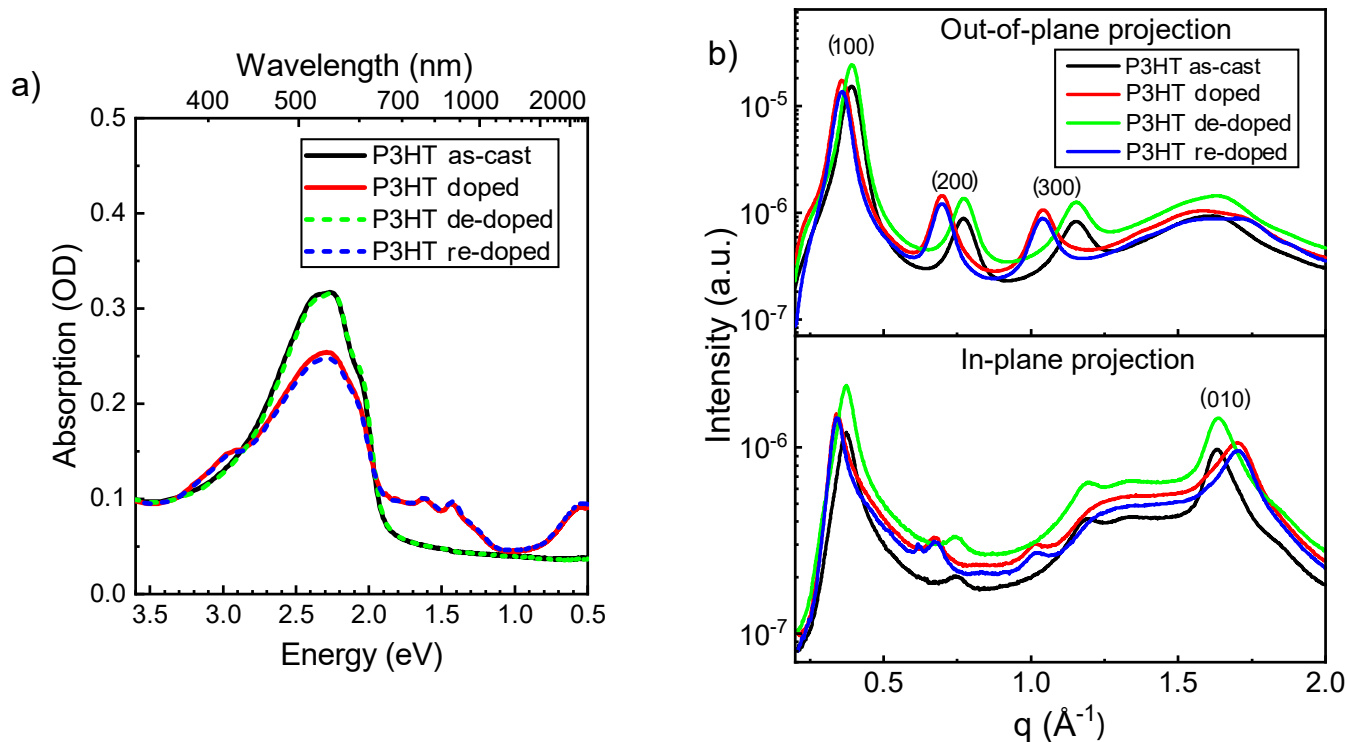 a)
Wavelength (nm)
400 500 700 1000 2000
P3HT as-cast
P3HT doped
P3HT de-doped
P3HT re-doped
0.5
0.4
0.3
0.2
0.1
0.0
Absorption (OD)
3.5 3.0 2.5 2.0 1.5 1.0 0.5
Energy (eV)
b)
Out-of-plane projection
(100)
P3HT as-cast
P3HT doped
P3HT de-doped
P3HT re-doped
(200)
(300)
10-5
10-6
10-7
In-plane projection
(010)
10-6
10-7
Intensity (a.u.)
0.5 1.0 1.5 2.0
q (Å-1)